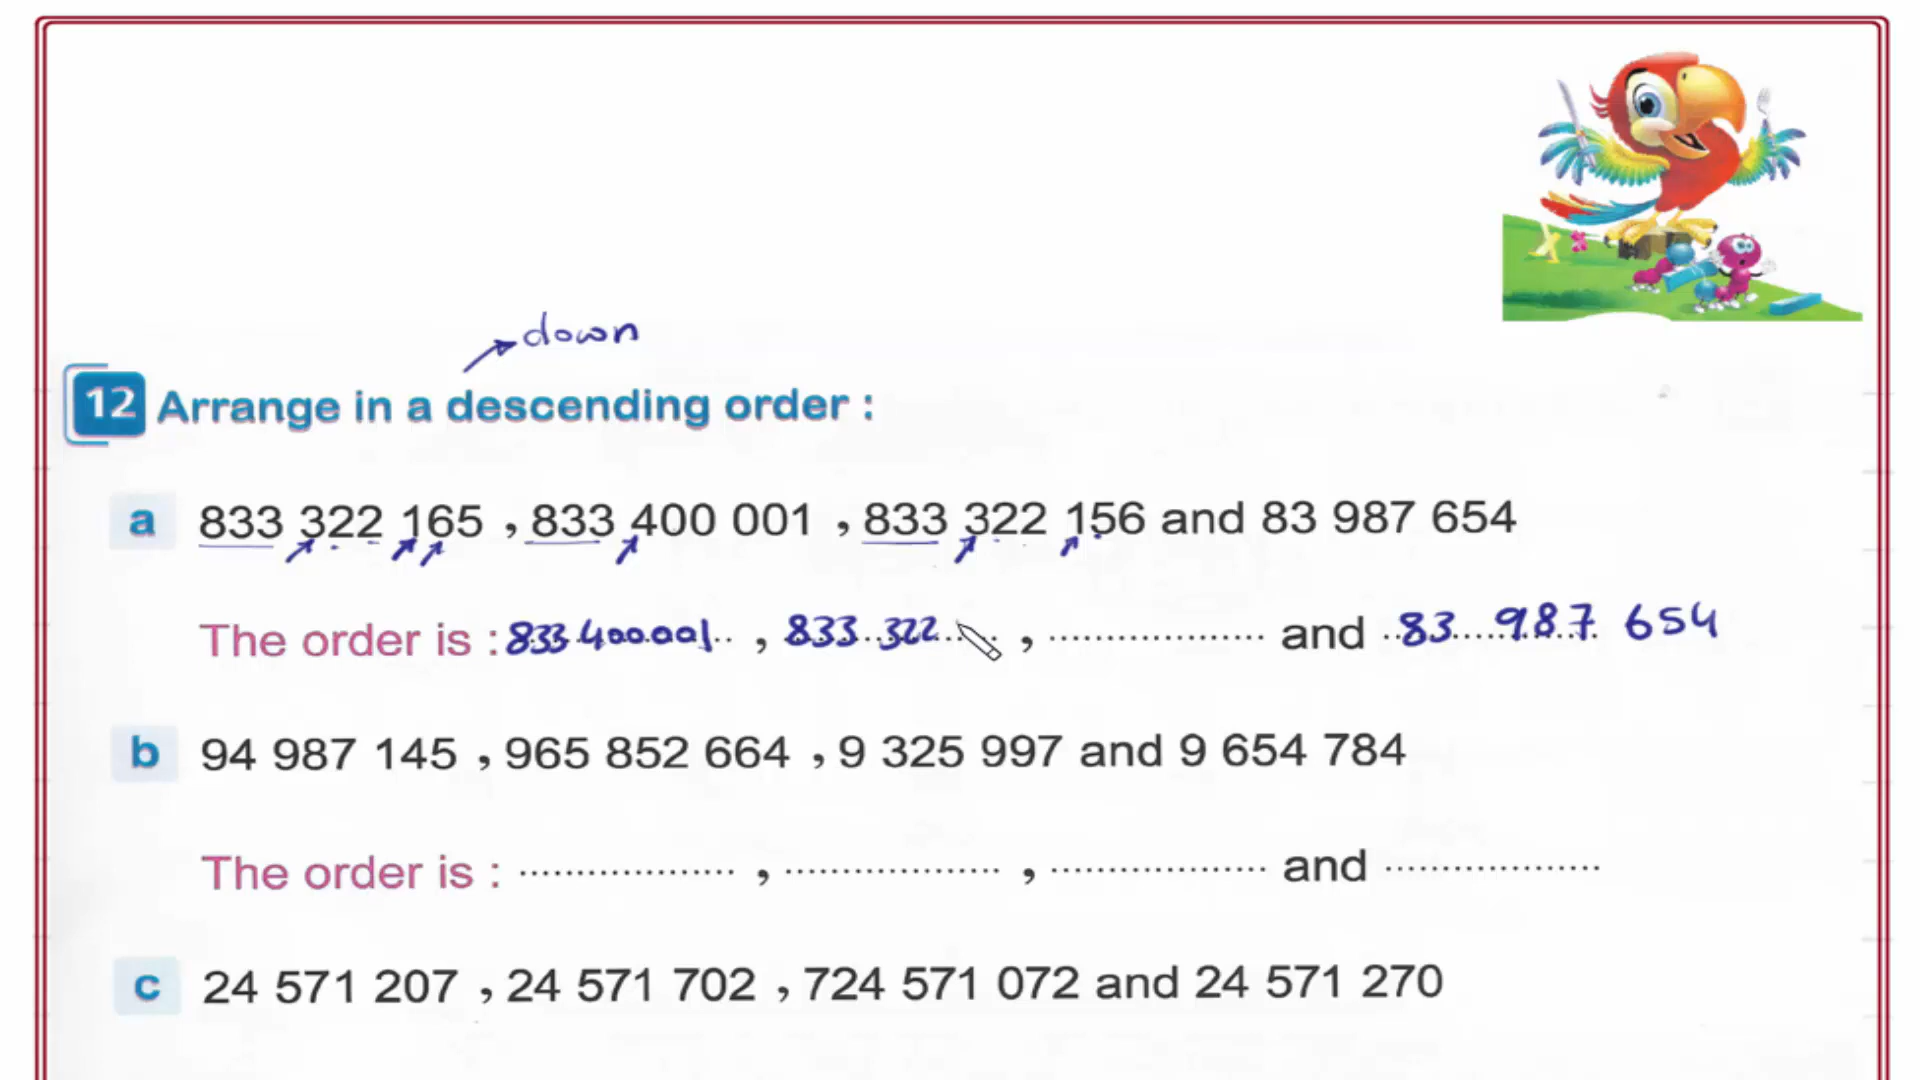 down
12 Arrange in a descending order :
a 833 322 165 , 833 400 001 , 833 322 156 and 83 987 654
The order is : 833 400 001 , 833 322 , .................... and 83 987 654
b 94 987 145 , 965 852 664 , 9 325 997 and 9 654 784
The order is : .................... , .................... , .................... and ....................
c 24 571 207 , 24 571 702 , 724 571 072 and 24 571 270